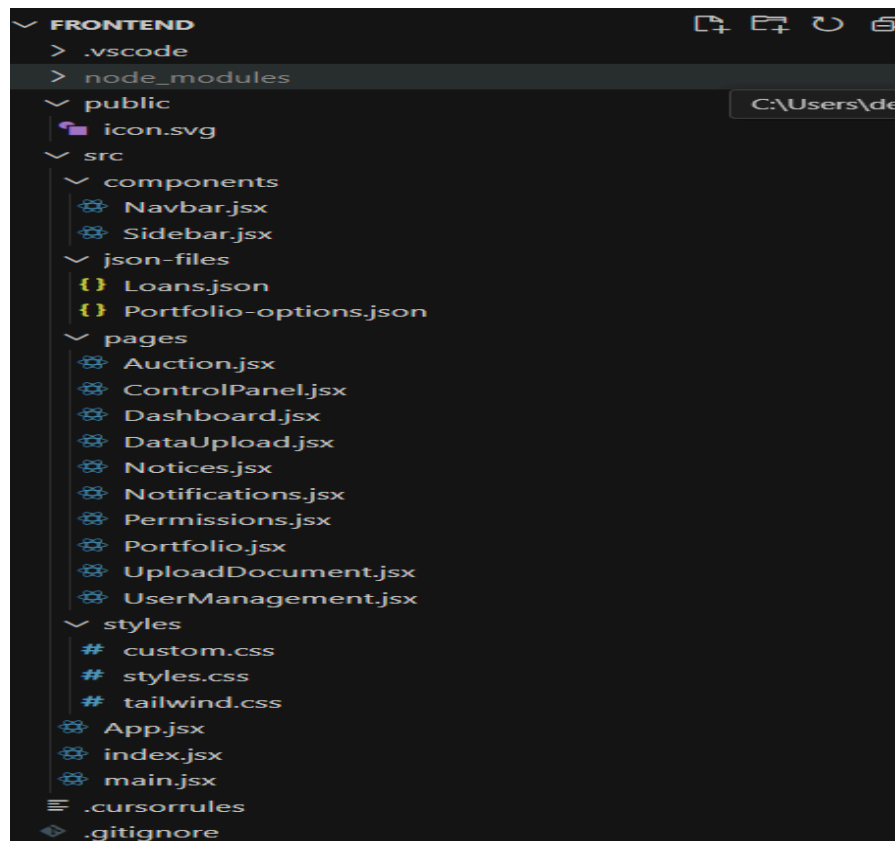 FRONTEND
.vscode
node_modules
public
C:\Users\de
icon.svg
src
components
Navbar.jsx
Sidebar.jsx
json-files
{} Loans.json
{} Portfolio-options.json
pages
Auction.jsx
ControlPanel.jsx
Dashboard.jsx
DataUpload.jsx
Notices.jsx
Notifications.jsx
Permissions.jsx
Portfolio.jsx
UploadDocument.jsx
UserManagement.jsx
styles
# custom.css
# styles.css
# tailwind.css
App.jsx
index.jsx
main.jsx
.cursorrules
.gitignore